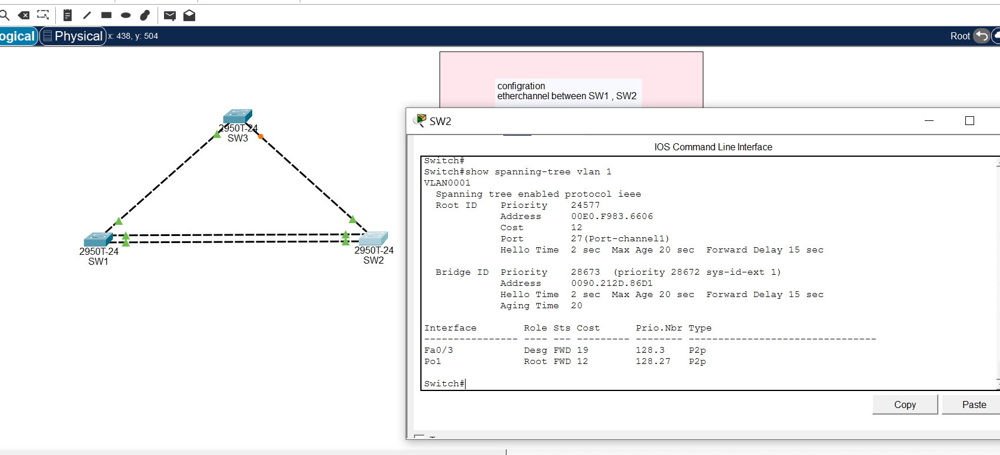 ogical Physical x: 438, y: 504 Root
configration
etherchannel between SW1 , SW2
2950T-24
SW3
2950T-24
SW1
2950T-24
SW2
SW2
IOS Command Line Interface
Switch#
Switch#show spanning-tree vlan 1
VLAN0001
Spanning tree enabled protocol ieee
Root ID Priority 24577
Address 00E0.F983.6606
Cost 12
Port 27(Port-channel1)
Hello Time 2 sec Max Age 20 sec Forward Delay 15 sec
Bridge ID Priority 28673 (priority 28672 sys-id-ext 1)
Address 0090.212D.86D1
Hello Time 2 sec Max Age 20 sec Forward Delay 15 sec
Aging Time 20
Interface Role Sts Cost Prio.Nbr Type
---------------- ---- --- --------- -------- --------------------------------
Fa0/3 Desg FWD 19 128.3 P2p
Po1 Root FWD 12 128.27 P2p
Switch#
Copy Paste